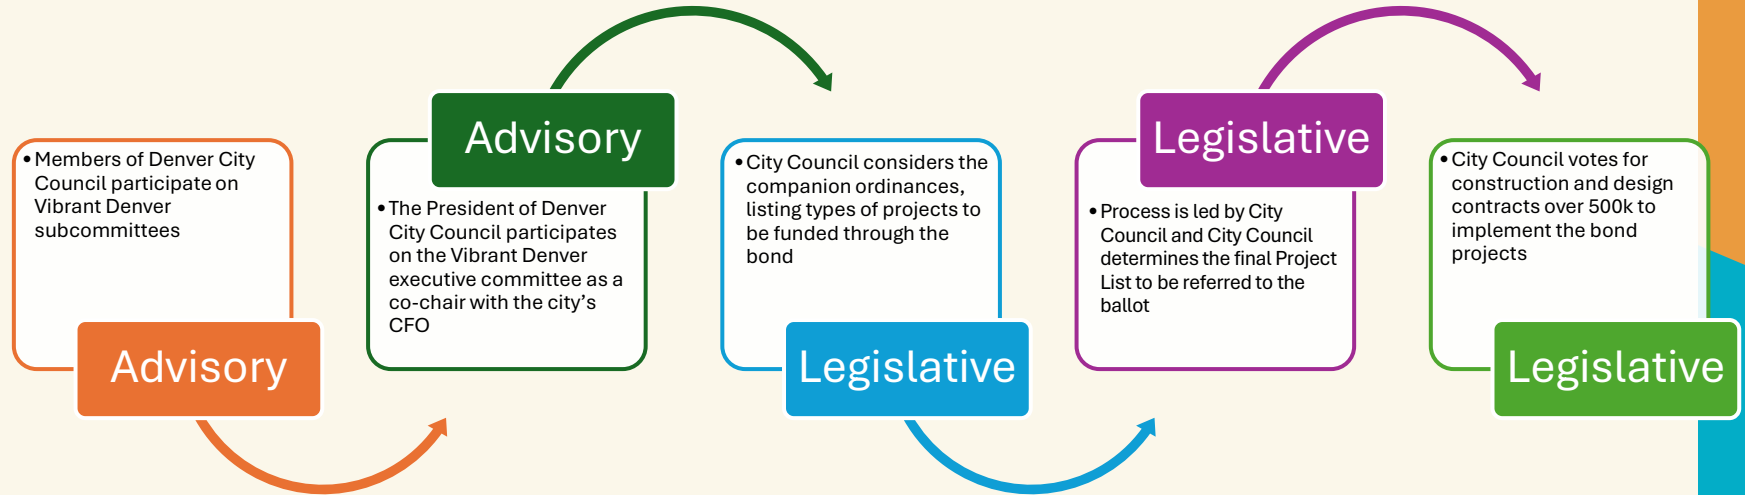 • Members of Denver City
Council participate on
Vibrant Denver
subcommittees
Advisory
Advisory
• The President of Denver
City Council participates
on the Vibrant Denver
executive committee as a
co-chair with the city’s
CFO
• City Council considers the
companion ordinances,
listing types of projects to
be funded through the
bond
Legislative
Legislative
• Process is led by City
Council and City Council
determines the final Project
List to be referred to the
ballot
• City Council votes for
construction and design
contracts over 500k to
implement the bond
projects
Legislative